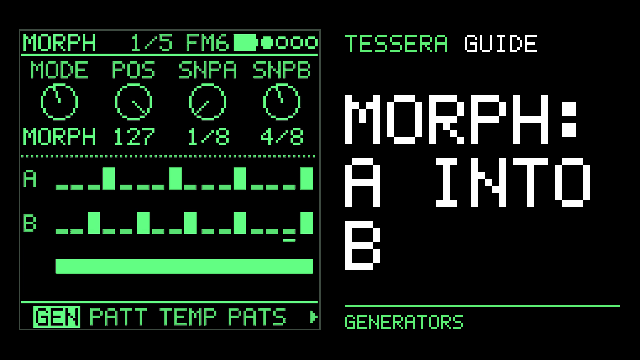 MORPH 1/5 FM6
MODE POS SNPA SNPB
MORPH 127 1/8 4/8
A
B
GEN PATT TEMP PATS
TESSERA GUIDE
MORPH:
A INTO
B
GENERATORS